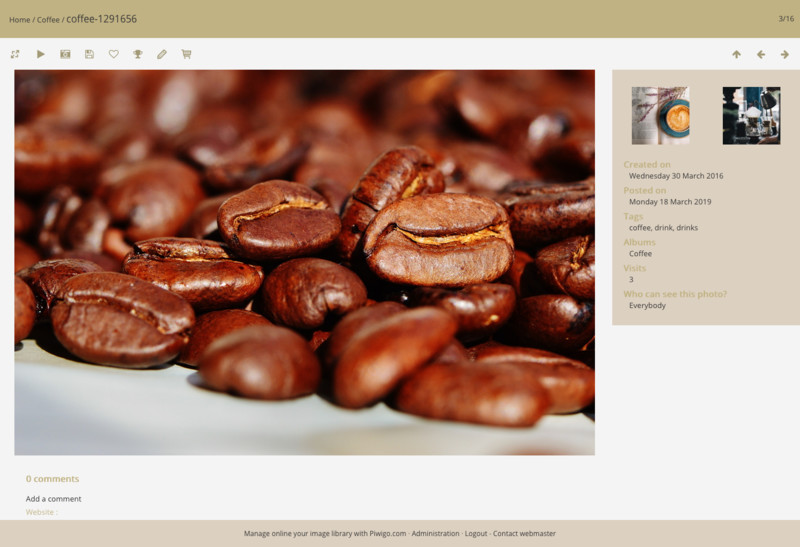 Home / Coffee / coffee-1291656
3/16
Created on
Wednesday 30 March 2016
Posted on
Monday 18 March 2019
Tags
coffee, drink, drinks
Albums
Coffee
Visits
3
Who can see this photo?
Everybody
0 comments
Add a comment
Website :
Manage online your image library with Piwigo.com · Administration · Logout · Contact webmaster